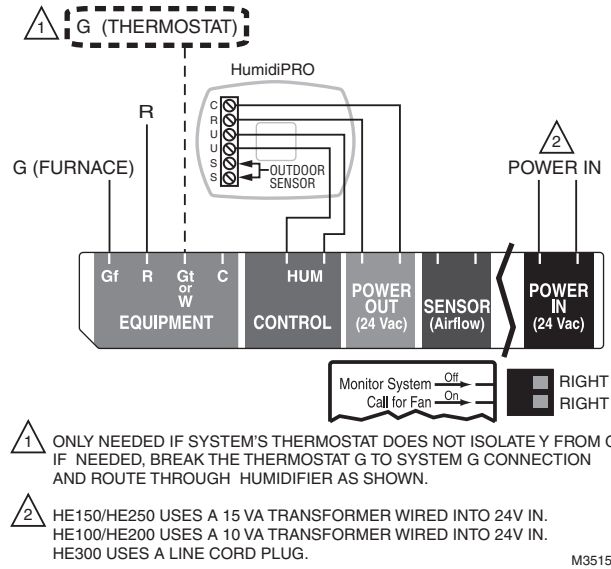 1 G (THERMOSTAT)
HumidiPRO
R
C
R
U
U
S
S
OUTDOOR
SENSOR
G (FURNACE)
2
POWER IN
Gf R Gt or W C
EQUIPMENT
HUM
CONTROL
POWER
OUT
(24 Vac)
SENSOR
(Airflow)
POWER
IN
(24 Vac)
Monitor System Off
Call for Fan On
RIGHT
RIGHT
1 ONLY NEEDED IF SYSTEM'S THERMOSTAT DOES NOT ISOLATE Y FROM
IF NEEDED, BREAK THE THERMOSTAT G TO SYSTEM G CONNECTION
AND ROUTE THROUGH HUMIDIFIER AS SHOWN.
2 HE150/HE250 USES A 15 VA TRANSFORMER WIRED INTO 24V IN.
HE100/HE200 USES A 10 VA TRANSFORMER WIRED INTO 24V IN.
HE300 USES A LINE CORD PLUG.
M3515